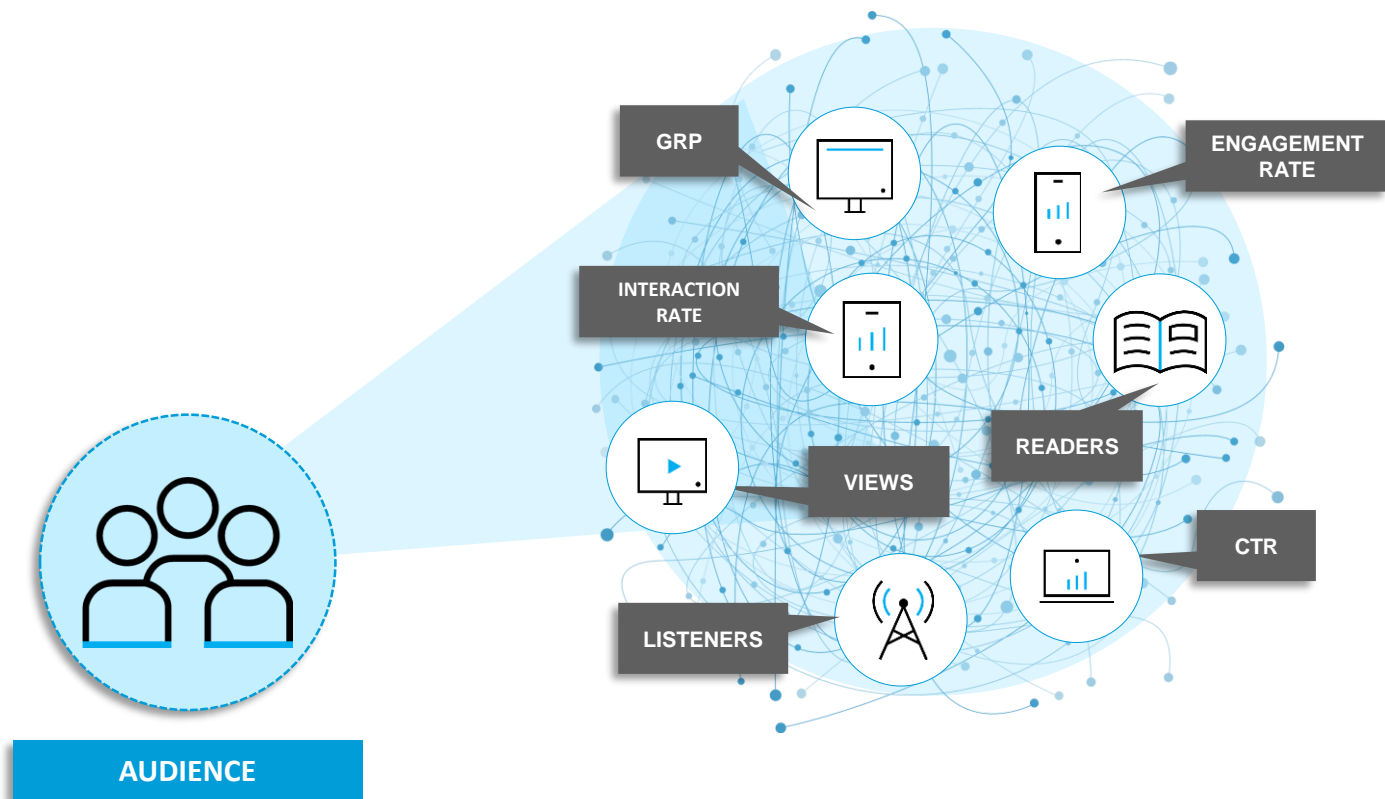 GRP
ENGAGEMENT
RATE
INTERACTION
RATE
READERS
VIEWS
CTR
LISTENERS
AUDIENCE